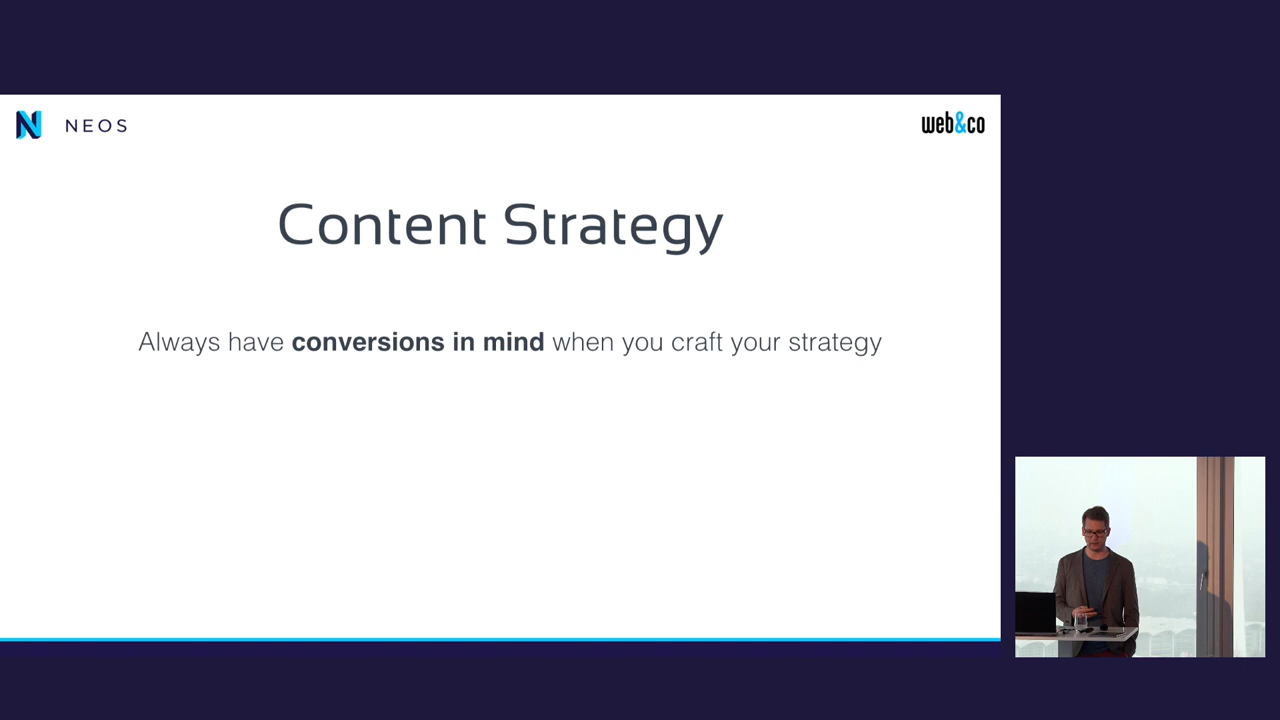 NEOS
web&co
Content Strategy
Always have conversions in mind when you craft your strategy